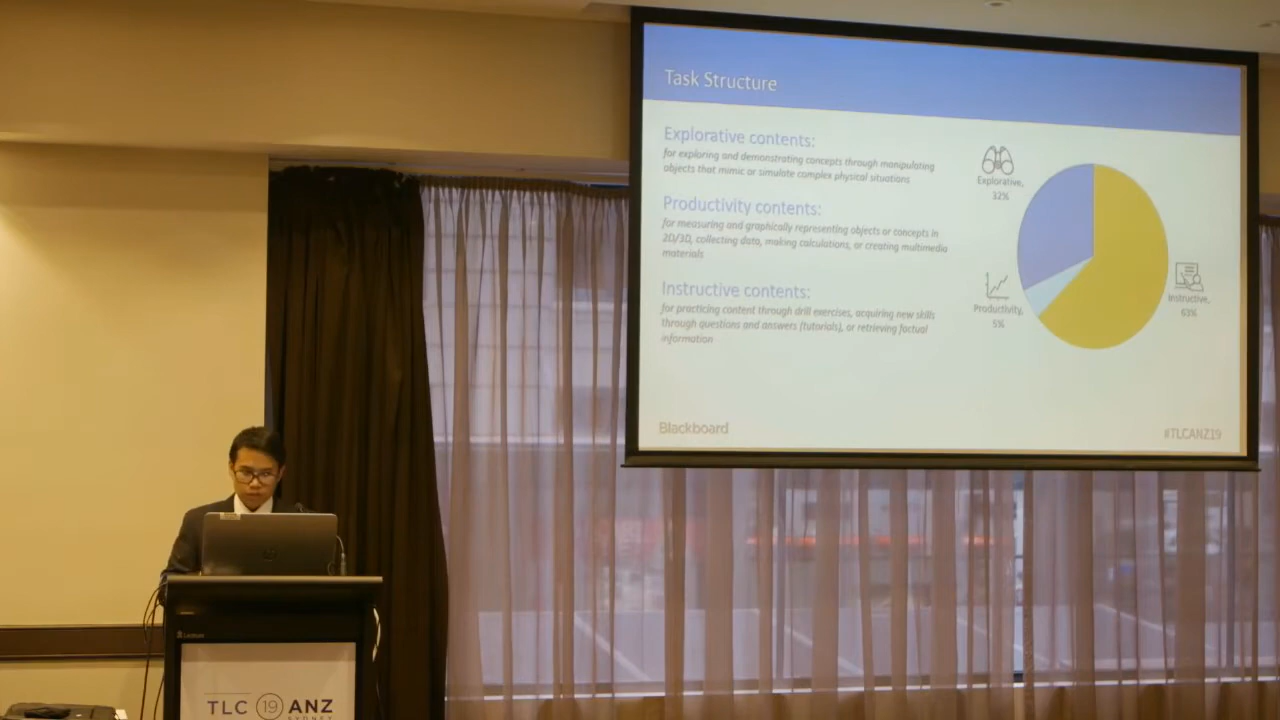 Task Structure
Explorative contents:
for exploring and demonstrating concepts through manipulating
objects that mimic or simulate complex physical situations
Productivity contents:
for measuring and graphically representing objects or concepts in
2D/3D, collecting data, making calculations, or creating multimedia
materials
Instructive contents:
for practicing content through drill exercises, acquiring new skills
through questions and answers (tutorials), or retrieving factual
information
Explorative,
32%
Productivity,
5%
Instructive,
63%
Blackboard
#TLCANZ19
Lectrum
TLC 19 ANZ
SYDNEY